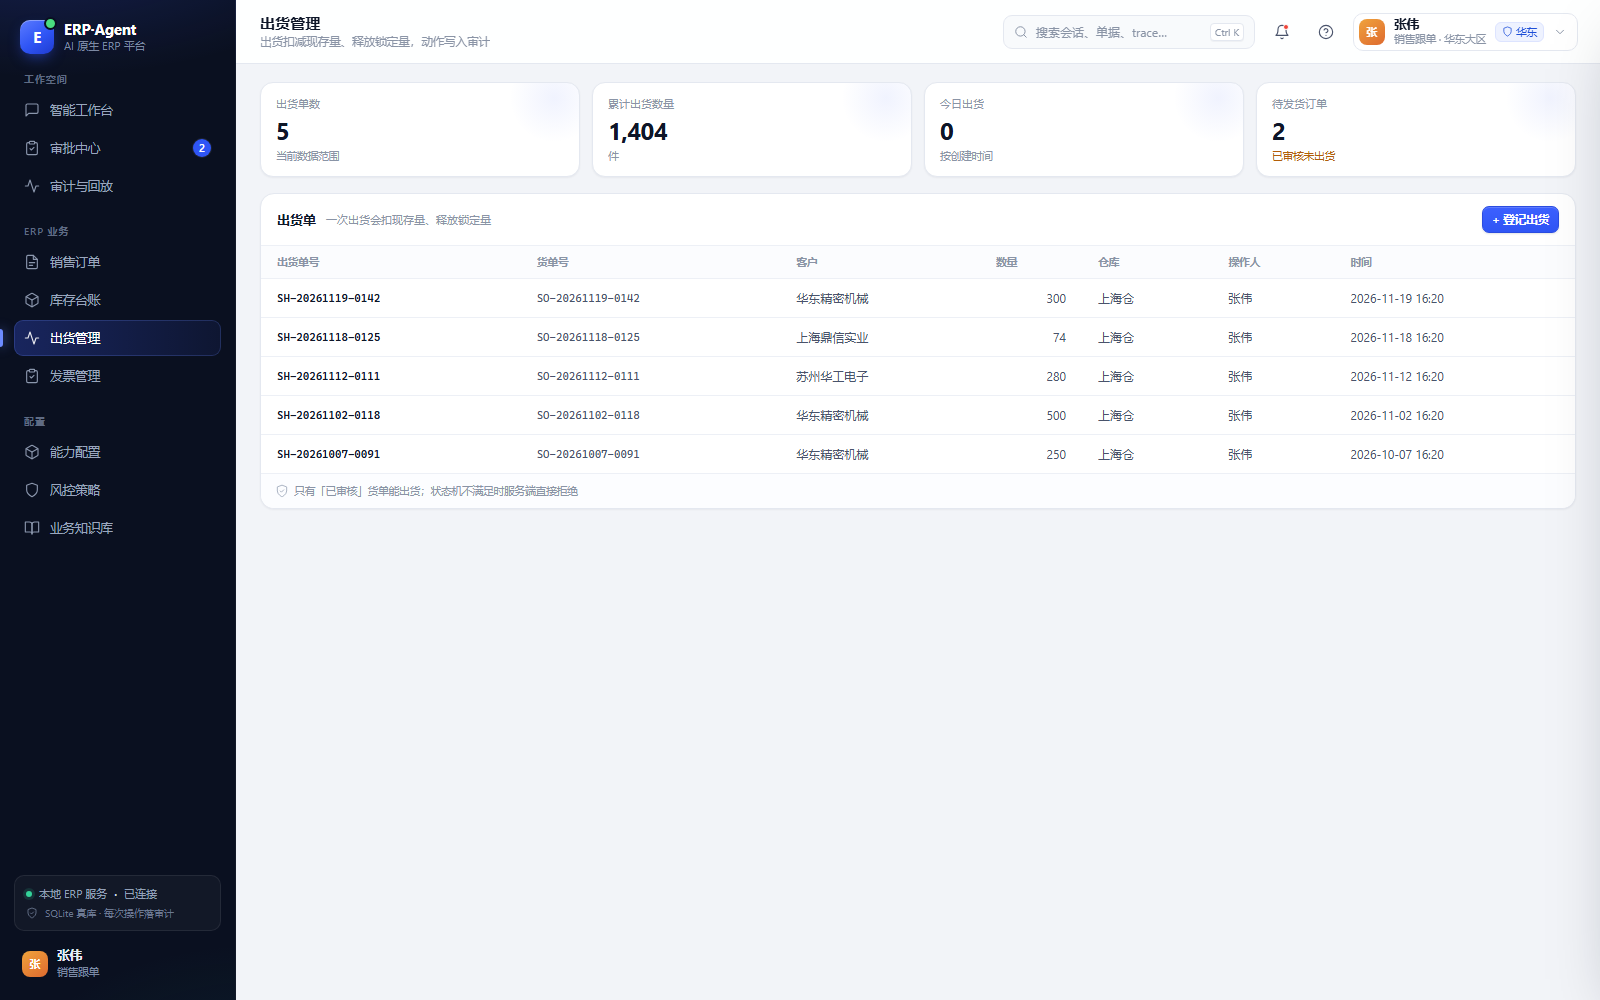 E
ERP-Agent
AI 原生 ERP 平台
工作空间
智能工作台
审批中心
2
审计与回放
ERP 业务
销售订单
库存台账
出货管理
发票管理
配置
能力配置
风控策略
业务知识库
本地 ERP 服务 · 已连接
SQLite 真库 · 每次操作落审计
张
张伟
销售跟单
出货管理
出货扣减现存量、释放锁定量，动作写入审计
搜索会话、单据、trace...
Ctrl K
张
张伟
销售跟单 · 华东大区
华东
出货单数
5
当前数据范围
累计出货数量
1,404
件
今日出货
0
按创建时间
待发货订单
2
已审核未出货
出货单 一次出货会扣现存量、释放锁定量
+ 登记出货
出货单号 货单号 客户 数量 仓库 操作人 时间
SH-20261119-0142 SO-20261119-0142 华东精密机械 300 上海仓 张伟 2026-11-19 16:20
SH-20261118-0125 SO-20261118-0125 上海鼎信实业 74 上海仓 张伟 2026-11-18 16:20
SH-20261112-0111 SO-20261112-0111 苏州华工电子 280 上海仓 张伟 2026-11-12 16:20
SH-20261102-0118 SO-20261102-0118 华东精密机械 500 上海仓 张伟 2026-11-02 16:20
SH-20261007-0091 SO-20261007-0091 华东精密机械 250 上海仓 张伟 2026-10-07 16:20
只有「已审核」货单能出货；状态机不满足时服务端直接拒绝